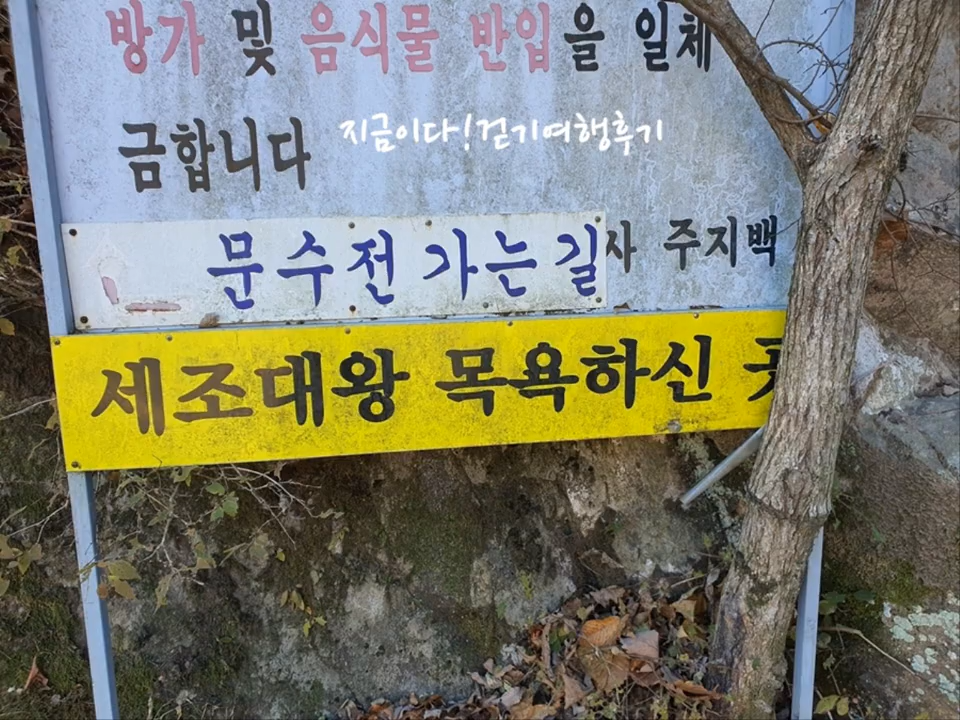 방가 및 음식물 반입을 일체
금합니다
지금이다!걷기여행후기
문수전 가는길사 주지백
세조대왕 목욕하신